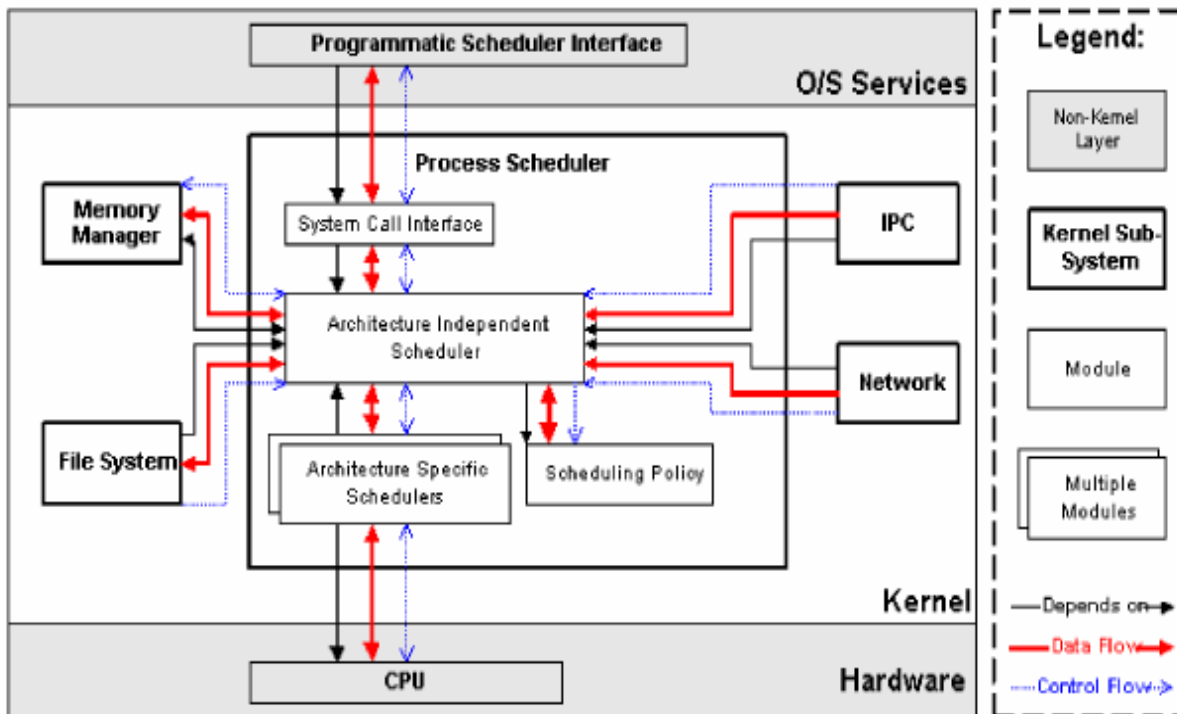 Programmatic Scheduler Interface
O/S Services
Process Scheduler
Memory
Manager
System Call Interface
IPC
Architecture Independent
Scheduler
Network
File System
Architecture Specific
Schedulers
Scheduling Policy
Kernel
CPU
Hardware
Legend:
Non-Kernel
Layer
Kernel Sub-
System
Module
Multiple
Modules
Depends on
Data Flow
Control Flow